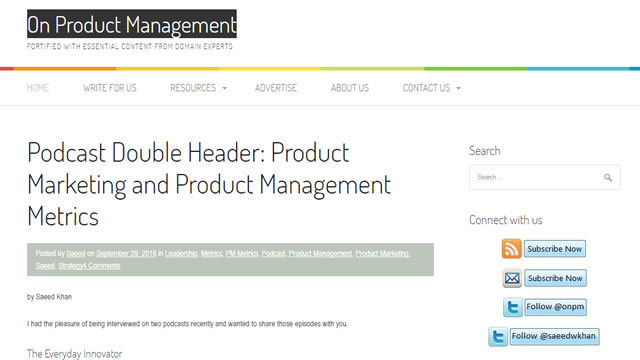 On Product Management
FORTIFIED WITH ESSENTIAL CONTENT FROM DOMAIN EXPERTS
HOME WRITE FOR US RESOURCES ADVERTISE ABOUT US CONTACT US
Podcast Double Header: Product
Marketing and Product Management
Metrics
Posted by Saeed on September 29, 2016 in Leadership, Metrics, PM Metrics, Podcast, Product Management, Product Marketing,
Saeed, Strategy4 Comments
by Saeed Khan
I had the pleasure of being interviewed on two podcasts recently and wanted to share those episodes with you.
The Everyday Innovator
Search
Search ...
Connect with us
Subscribe Now
Subscribe Now
Follow @onpm
Follow @saeedwkhan